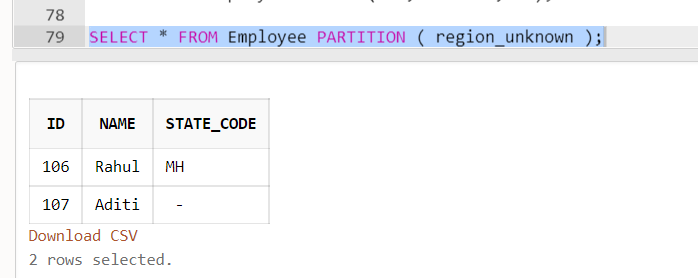 78
79 SELECT * FROM Employee PARTITION ( region_unknown );
ID NAME STATE_CODE
106 Rahul MH
107 Aditi -
Download CSV
2 rows selected.